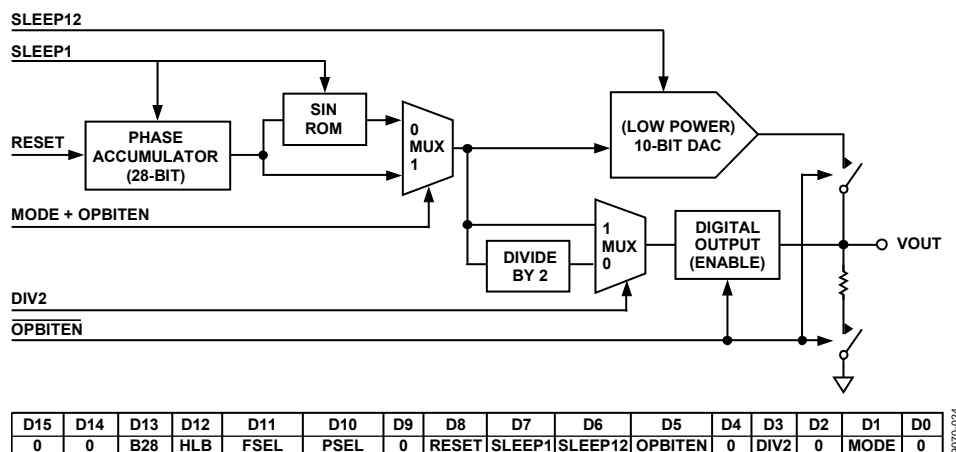 SLEEP12
SLEEP1
RESET
PHASE
ACCUMULATOR
(28-BIT)
SIN
ROM
0
MUX
1
(LOW POWER)
10-BIT DAC
MODE + OPBITEN
DIVIDE
BY 2
1
MUX
0
DIGITAL
OUTPUT
(ENABLE)
VOUT
DIV2
OPBITEN
D15 D14 D13 D12 D11 D10 D9 D8 D7 D6 D5 D4 D3 D2 D1 D0
0 0 B28 HLB FSEL PSEL 0 RESET SLEEP1 SLEEP12 OPBITEN 0 DIV2 0 MODE 0